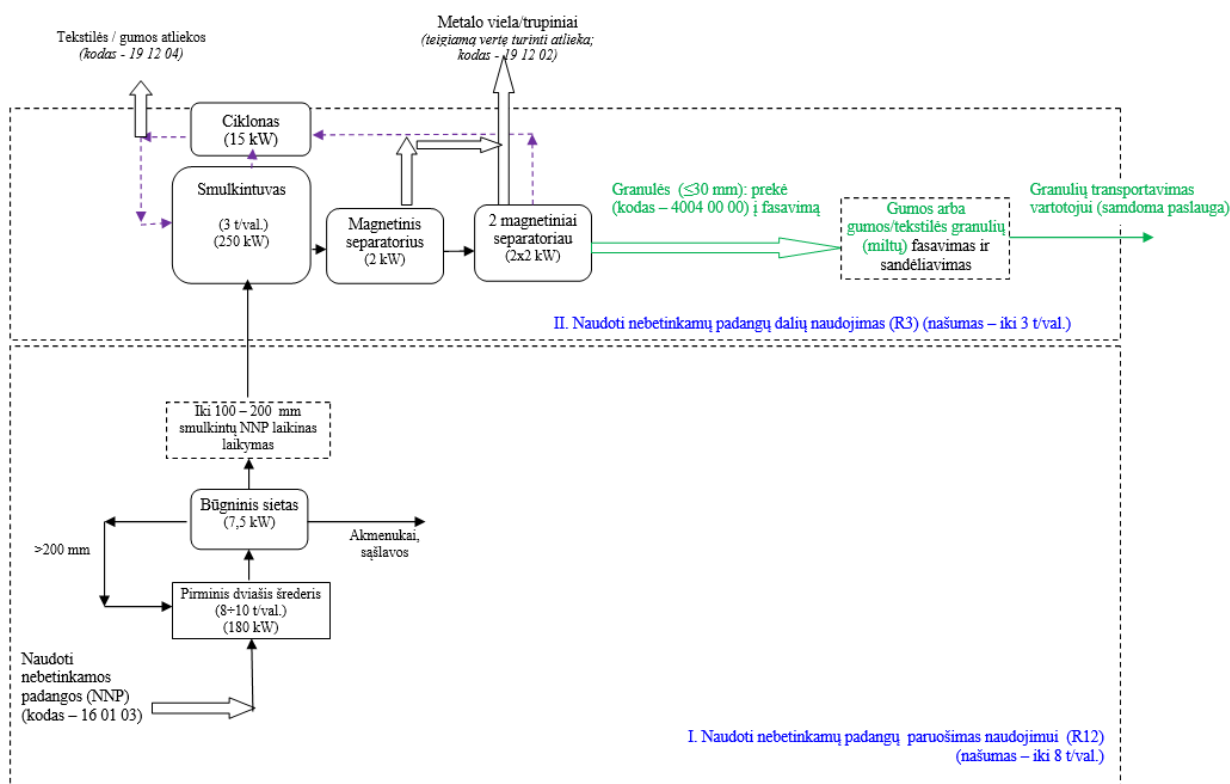 Metalo viela/trupiniai
(teigiamą vertę turinti atlieka;
kodas - 19 12 02)
Tekstilės / gumos atliekos
(kodas - 19 12 04)
Ciklonas
(15 kW)
Smulkintuvas
(3 t/val.)
(250 kW)
Magnetinis
separatorius
(2 kW)
2 magnetiniai
separatoriau
(2x2 kW)
Granulės (≤30 mm): prekė
(kodas – 4004 00 00) į fasavimą
Gumos arba
gumos/tekstilės granulių
(miltų) fasavimas ir
sandėliavimas
Granulių transportavimas
vartotojui (samdoma paslauga)
II. Naudoti nebetinkamų padangų dalių naudojimas (R3) (našumas – iki 3 t/val.)
Iki 100 – 200 mm
smulkintų NNP laikinas
laikymas
Būgninis sietas
(7,5 kW)
>200 mm
Akmenukai,
sąšlavos
Pirminis dviašis šrederis
(8÷10 t/val.)
(180 kW)
Naudoti
nebetinkamos
padangos (NNP)
(kodas – 16 01 03)
I. Naudoti nebetinkamų padangų paruošimas naudojimui (R12)
(našumas – iki 8 t/val.)